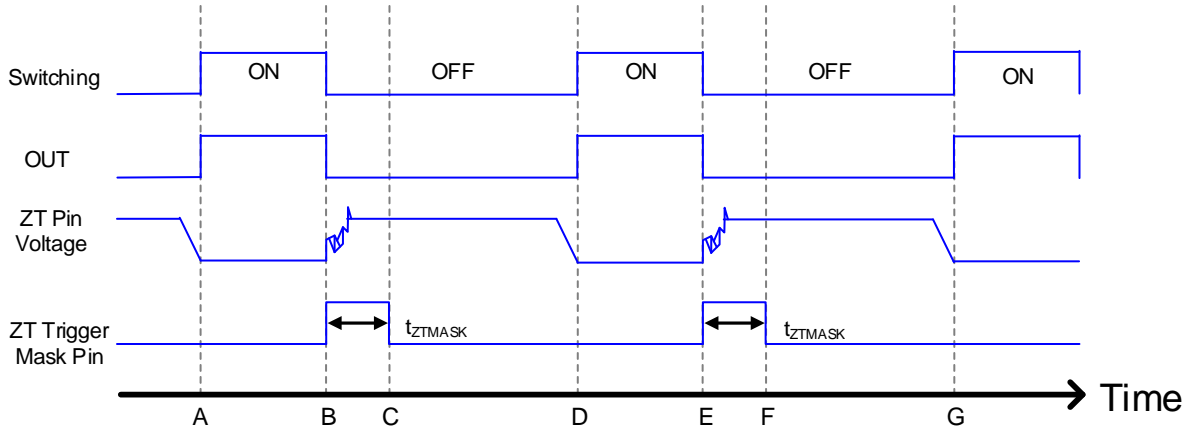 Switching
ON
OFF
ON
OFF
ON
OUT
ZT Pin
Voltage
ZT Trigger
Mask Pin
tZTMASK
tZTMASK
Time
A
B
C
D
E
F
G